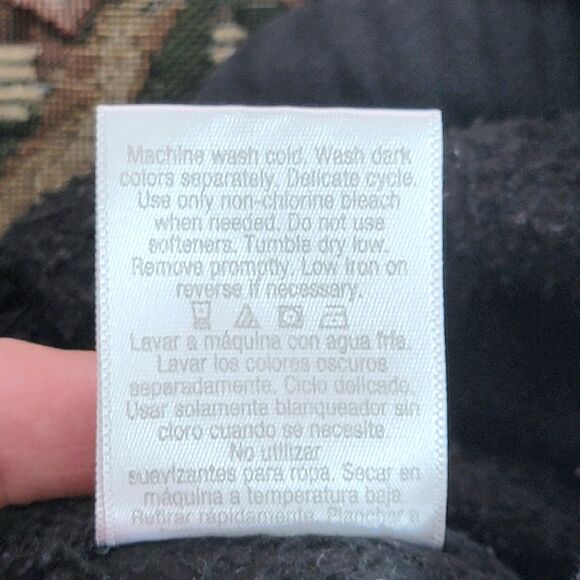 Machine wash cold. Wash dark
colors separately. Delicate cycle.
Use only non-chlorine bleach
when needed. Do not use
softeners. Tumble dry low.
Remove promptly. Low iron on
reverse if necessary.
Lavar a máquina con agua fría.
Lavar los colores oscuros
separadamente. Ciclo delicado.
Usar solamente blanqueador sin
cloro cuando se necesite.
No utilizar
suavizantes para ropa. Secar en
máquina a temperatura baja.
Retirar rápidamente. Planchar a